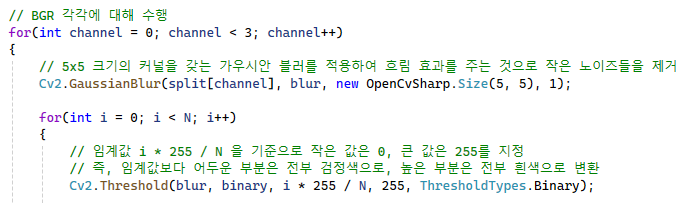 // BGR 각각에 대해 수행
for(int channel = 0; channel < 3; channel++)
{
// 5x5 크기의 커널을 갖는 가우시안 블러를 적용하여 흐림 효과를 주는 것으로 작은 노이즈들을 제거
Cv2.GaussianBlur(split[channel], blur, new OpenCvSharp.Size(5, 5), 1);
for(int i = 0; i < N; i++)
{
// 임계값 i * 255 / N 을 기준으로 작은 값은 0, 큰 값은 255를 지정
// 즉, 임계값보다 어두운 부분은 전부 검정색으로, 높은 부분은 전부 흰색으로 변환
Cv2.Threshold(blur, binary, i * 255 / N, 255, ThresholdTypes.Binary);